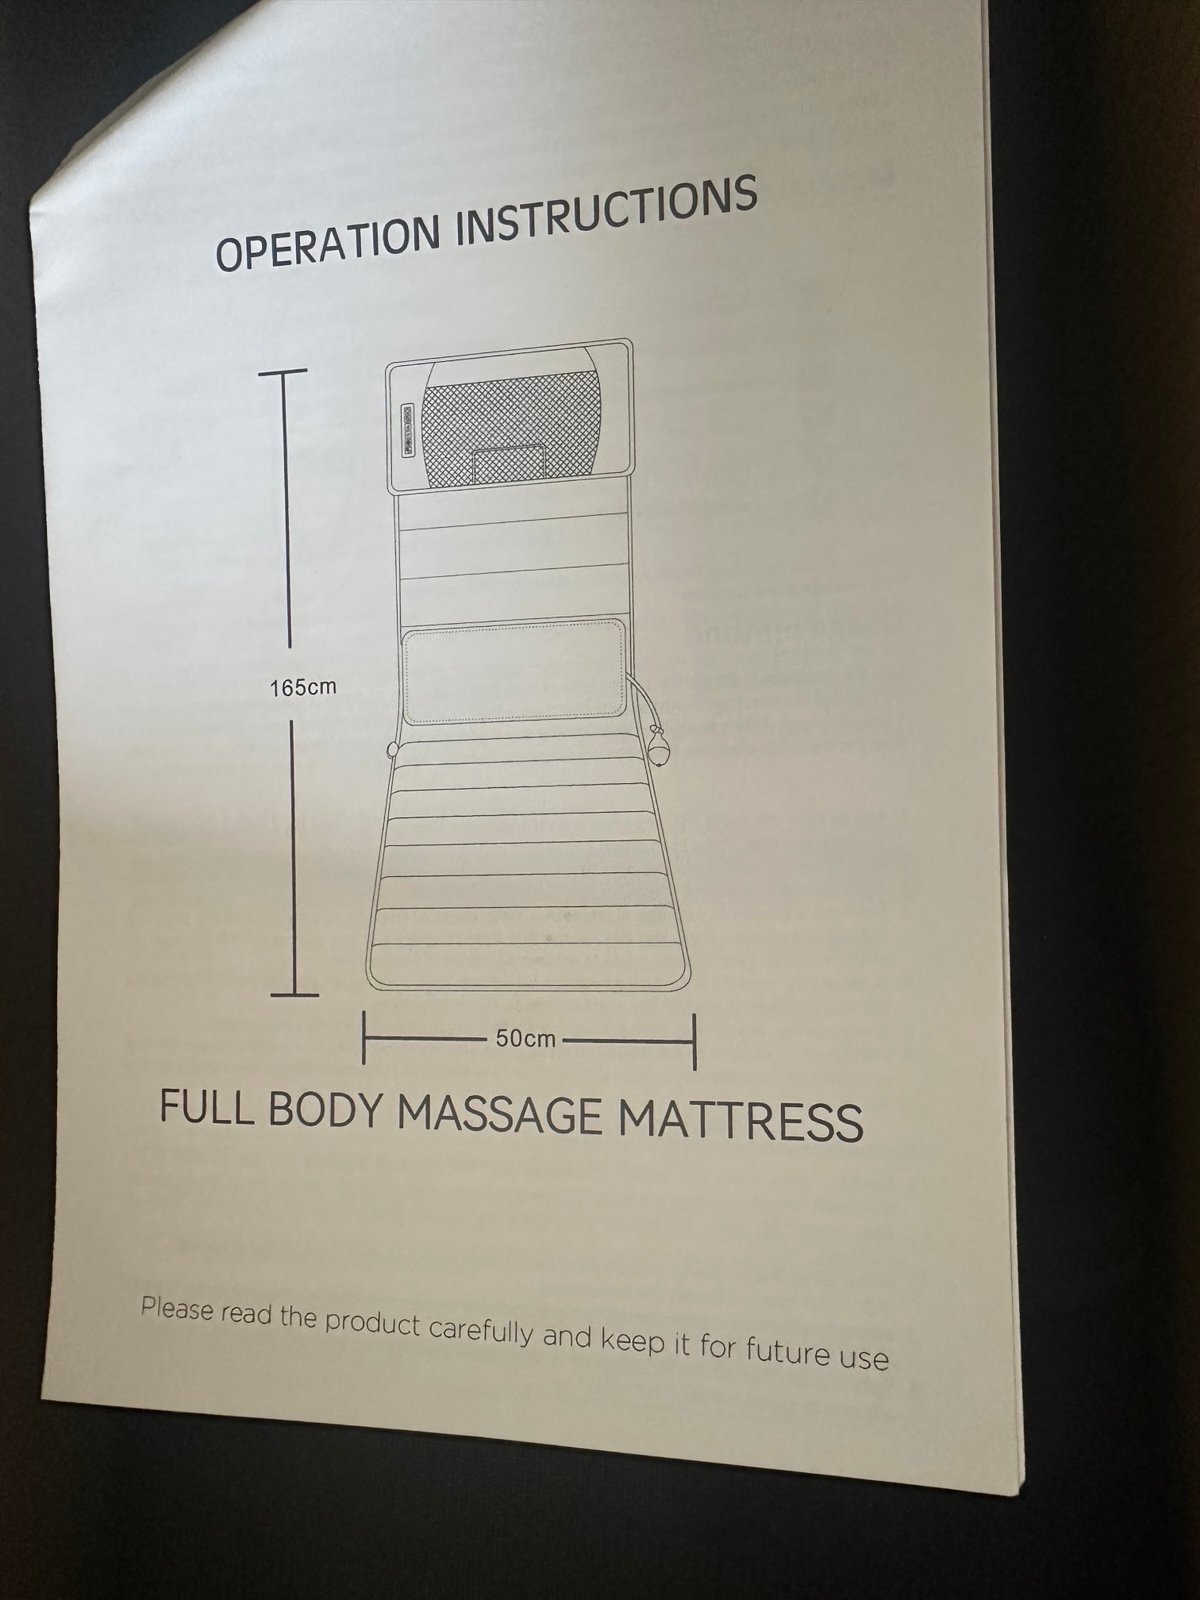 OPERATION INSTRUCTIONS
165cm
50cm
FULL BODY MASSAGE MATTRESS
Please read the product carefully and keep it for future use